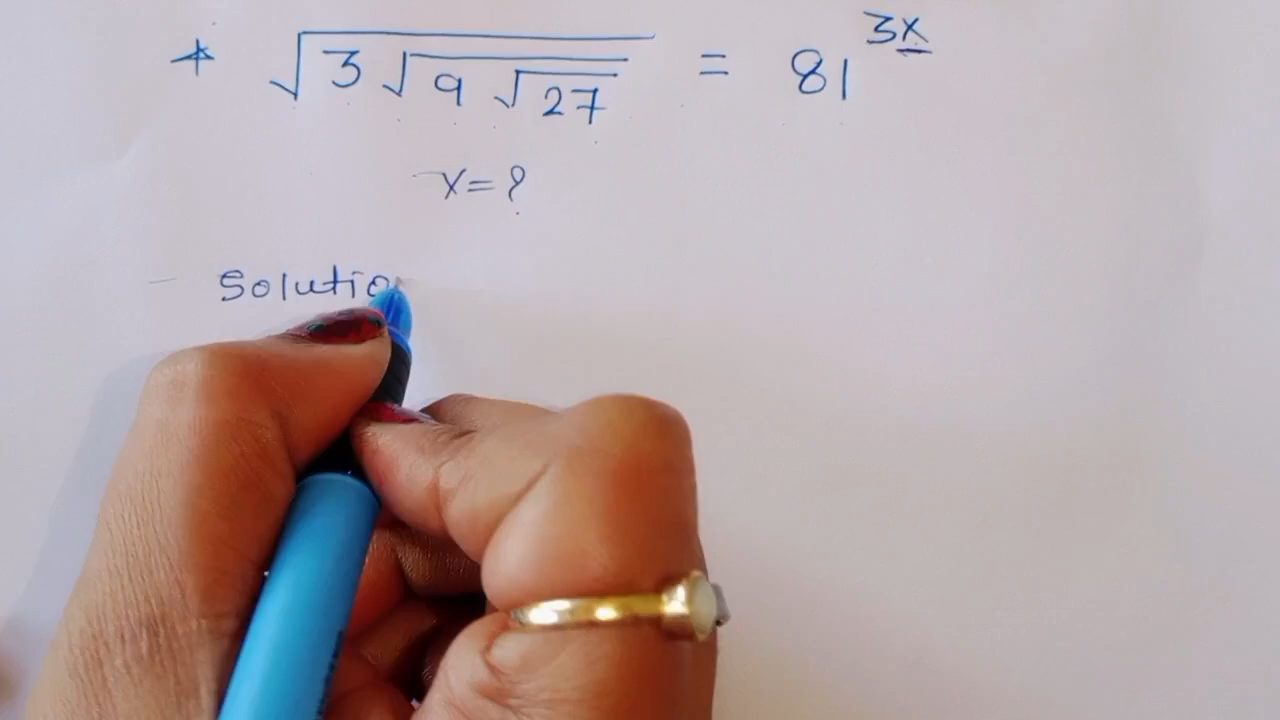 * √(3√(9√27)) = 81^(3x)
x = ?
Solutio